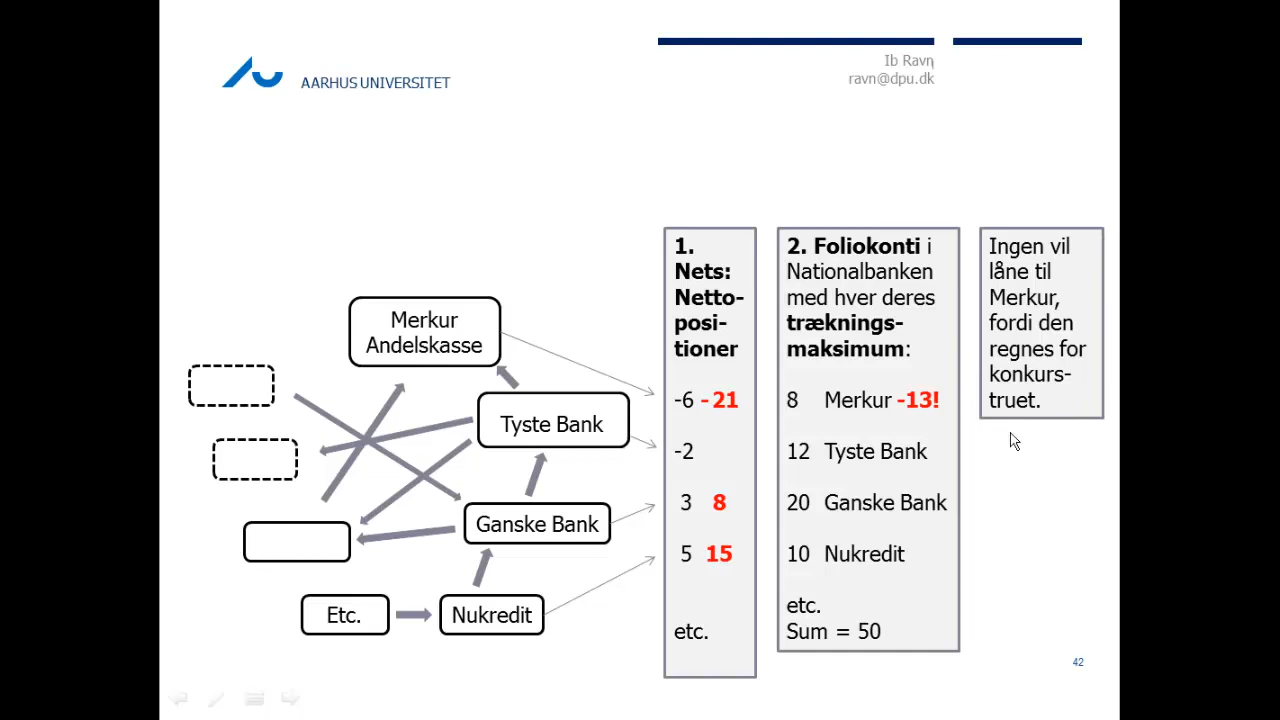 Ib Ravn
ravn@dpu.dk
AARHUS UNIVERSITET
Merkur
Andelskasse
Tyste Bank
Ganske Bank
Etc.
Nukredit
1.
Nets:
Netto-
posi-
tioner
-6 - 21
-2
3 8
5 15
etc.
2. Foliokonti i
Nationalbanken
med hver deres
træknings-
maksimum:
8 Merkur -13!
12 Tyste Bank
20 Ganske Bank
10 Nukredit
etc.
Sum = 50
Ingen vil
låne til
Merkur,
fordi den
regnes for
konkurs-
truet.
42